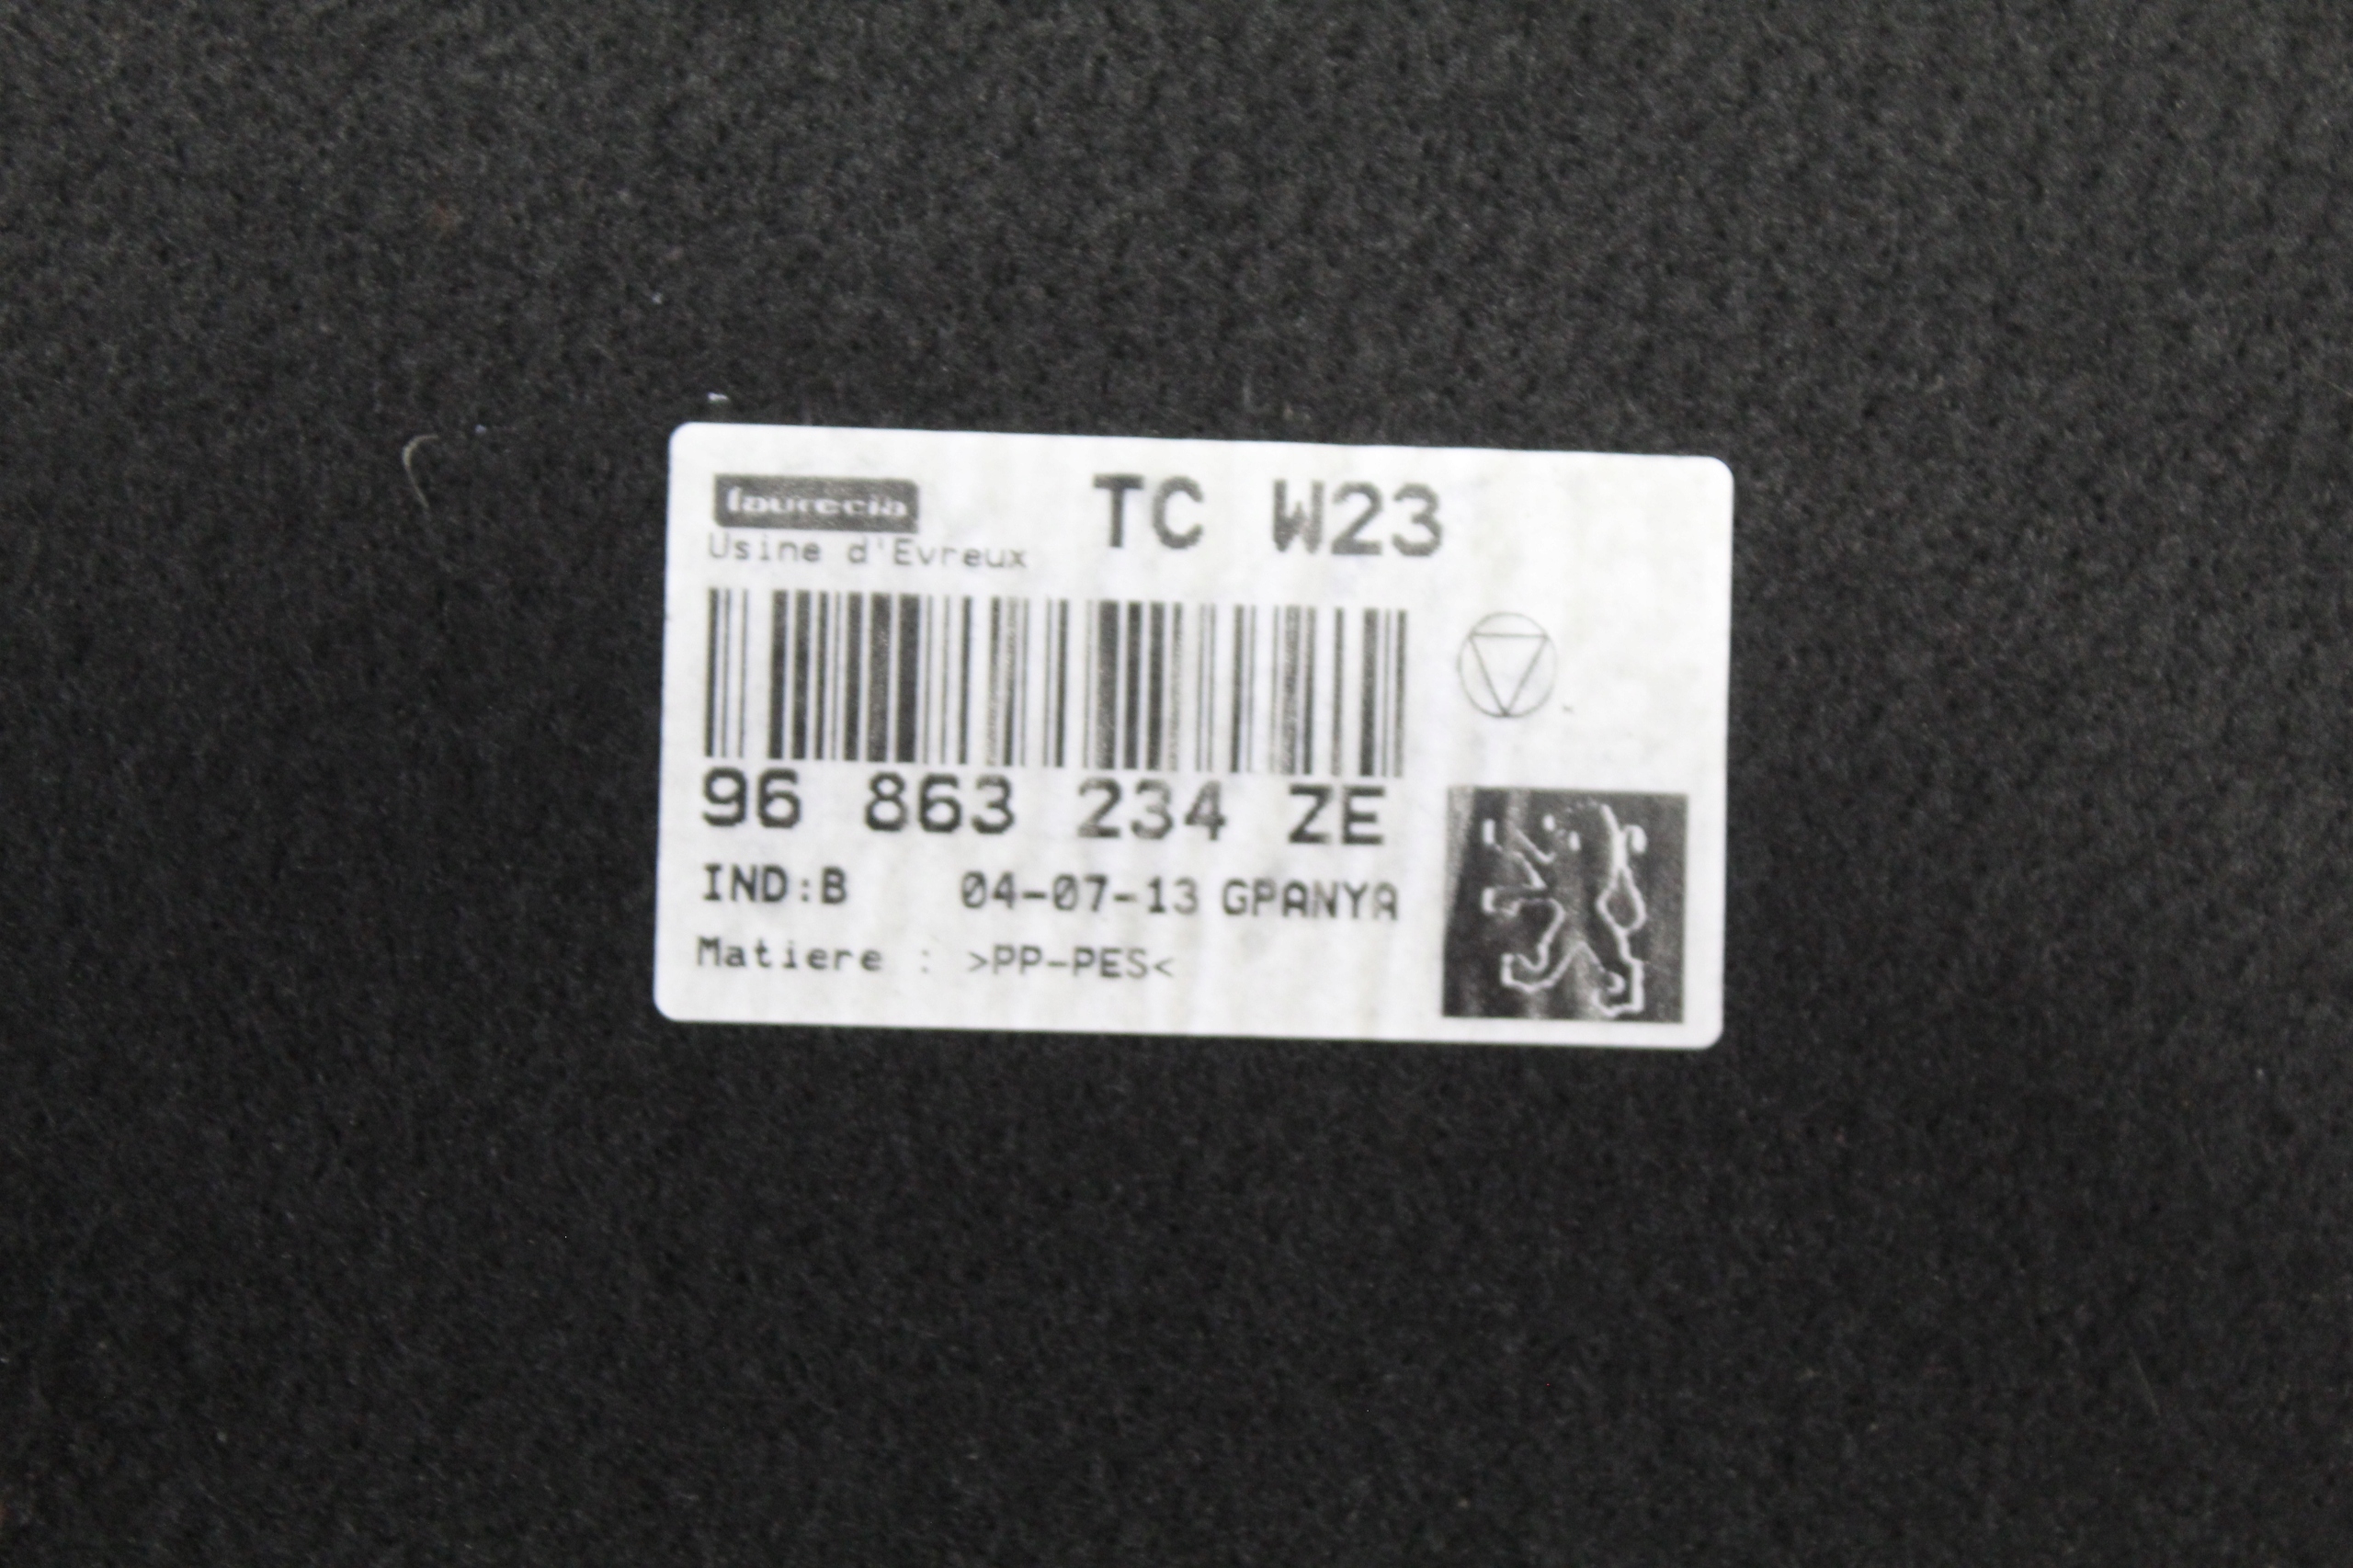 faurecia
TC W23
Usine d'Evreux
96 863 234 ZE
IND:B 04-07-13 GPANYA
Matiere : >PP-PES<